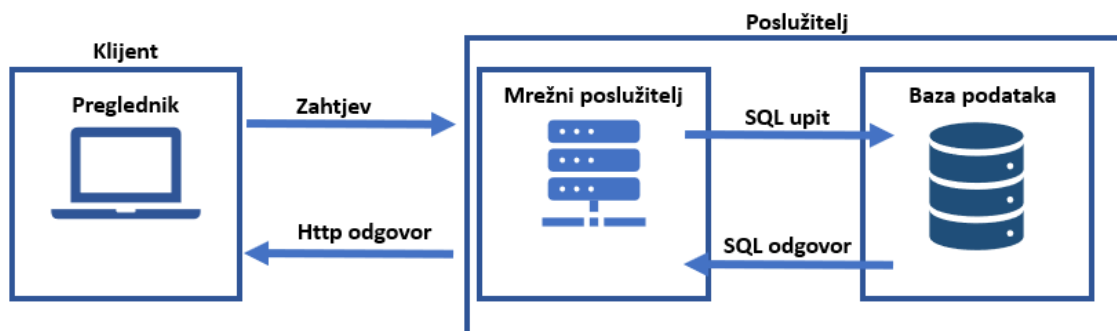 Poslužitelj
Klijent
Preglednik
Zahtjev
Http odgovor
Mrežni poslužitelj
SQL upit
SQL odgovor
Baza podataka